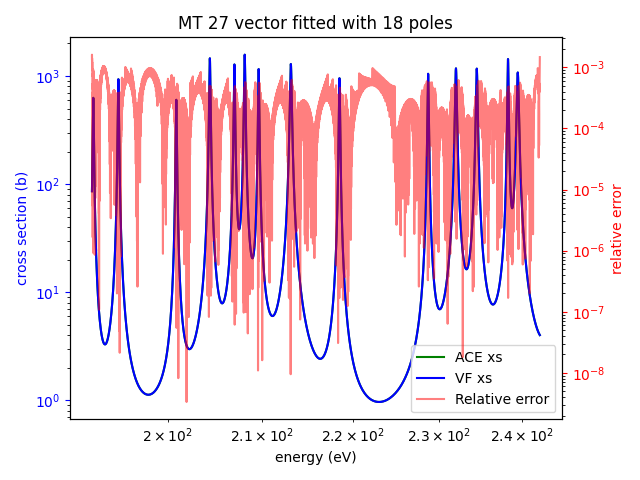 MT 27 vector fitted with 18 poles
cross section (b)
10³
10²
10¹
10⁰
10⁻³
10⁻⁴
10⁻⁵
10⁻⁶
10⁻⁷
10⁻⁸
relative error
ACE xs
VF xs
Relative error
2 × 10² 2.1 × 10² 2.2 × 10² 2.3 × 10² 2.4 × 10²
energy (eV)